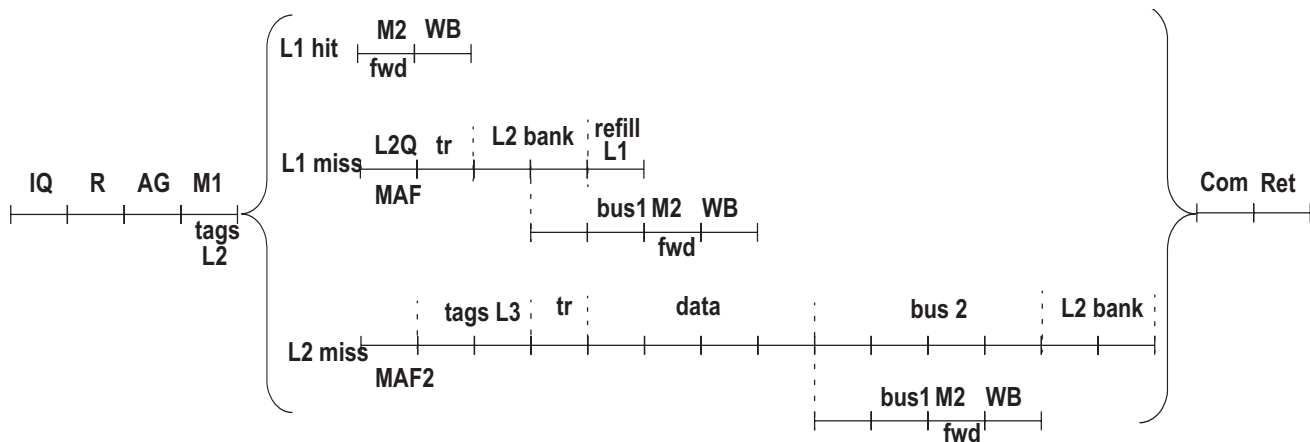 IQ R AG M1
tags
L2
L1 hit
M2 WB
fwd
L1 miss
L2Q tr L2 bank refill
L1
MAF
bus1 M2 WB
fwd
L2 miss
tags L3 tr data bus 2 L2 bank
MAF2
bus1 M2 WB
fwd
Com Ret